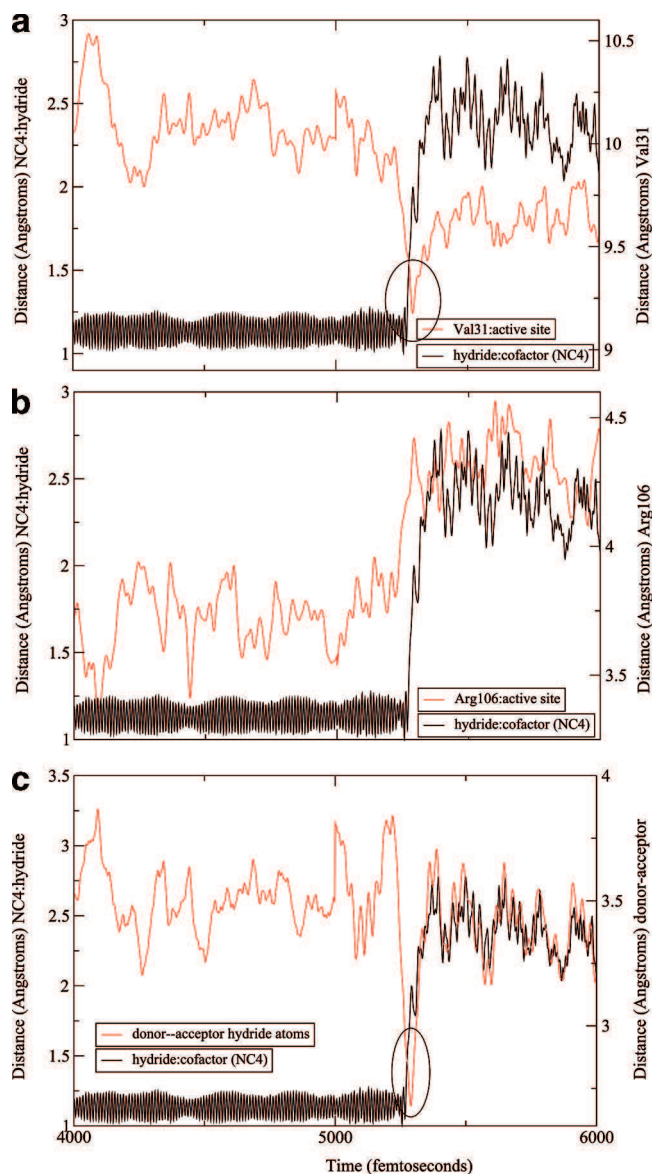 a
3
2.5
2
1.5
1
10.5
10
9.5
9
Distance (Angstroms) NC4:hydride
Distance (Angstroms) Val31
Val31:active site
hydride:cofactor (NC4)
b
3
2.5
2
1.5
1
4.5
4
3.5
Distance (Angstroms) NC4:hydride
Distance (Angstroms) Arg106
Arg106:active site
hydride:cofactor (NC4)
c
3.5
3
2.5
2
1.5
1
4
3.5
3
Distance (Angstroms) NC4:hydride
Distance (Angstroms) donor-acceptor
donor--acceptor hydride atoms
hydride:cofactor (NC4)
4000
5000
6000
Time (femtoseconds)